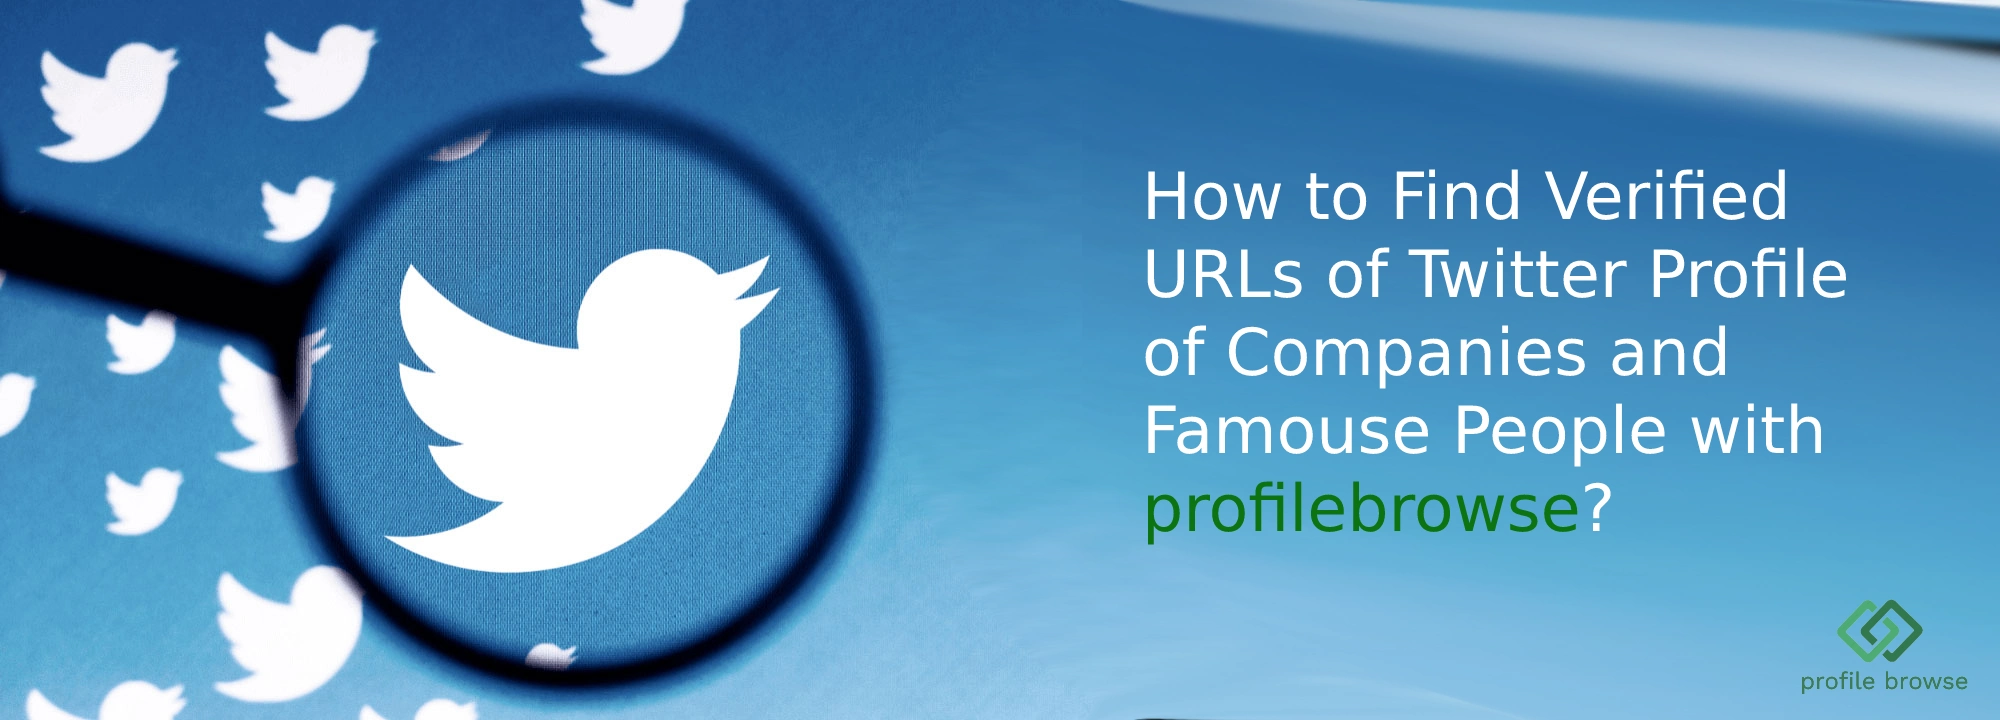 How to Find Verified
URLs of Twitter Profile
of Companies and
Famouse People with
profilebrowse?
profile browse